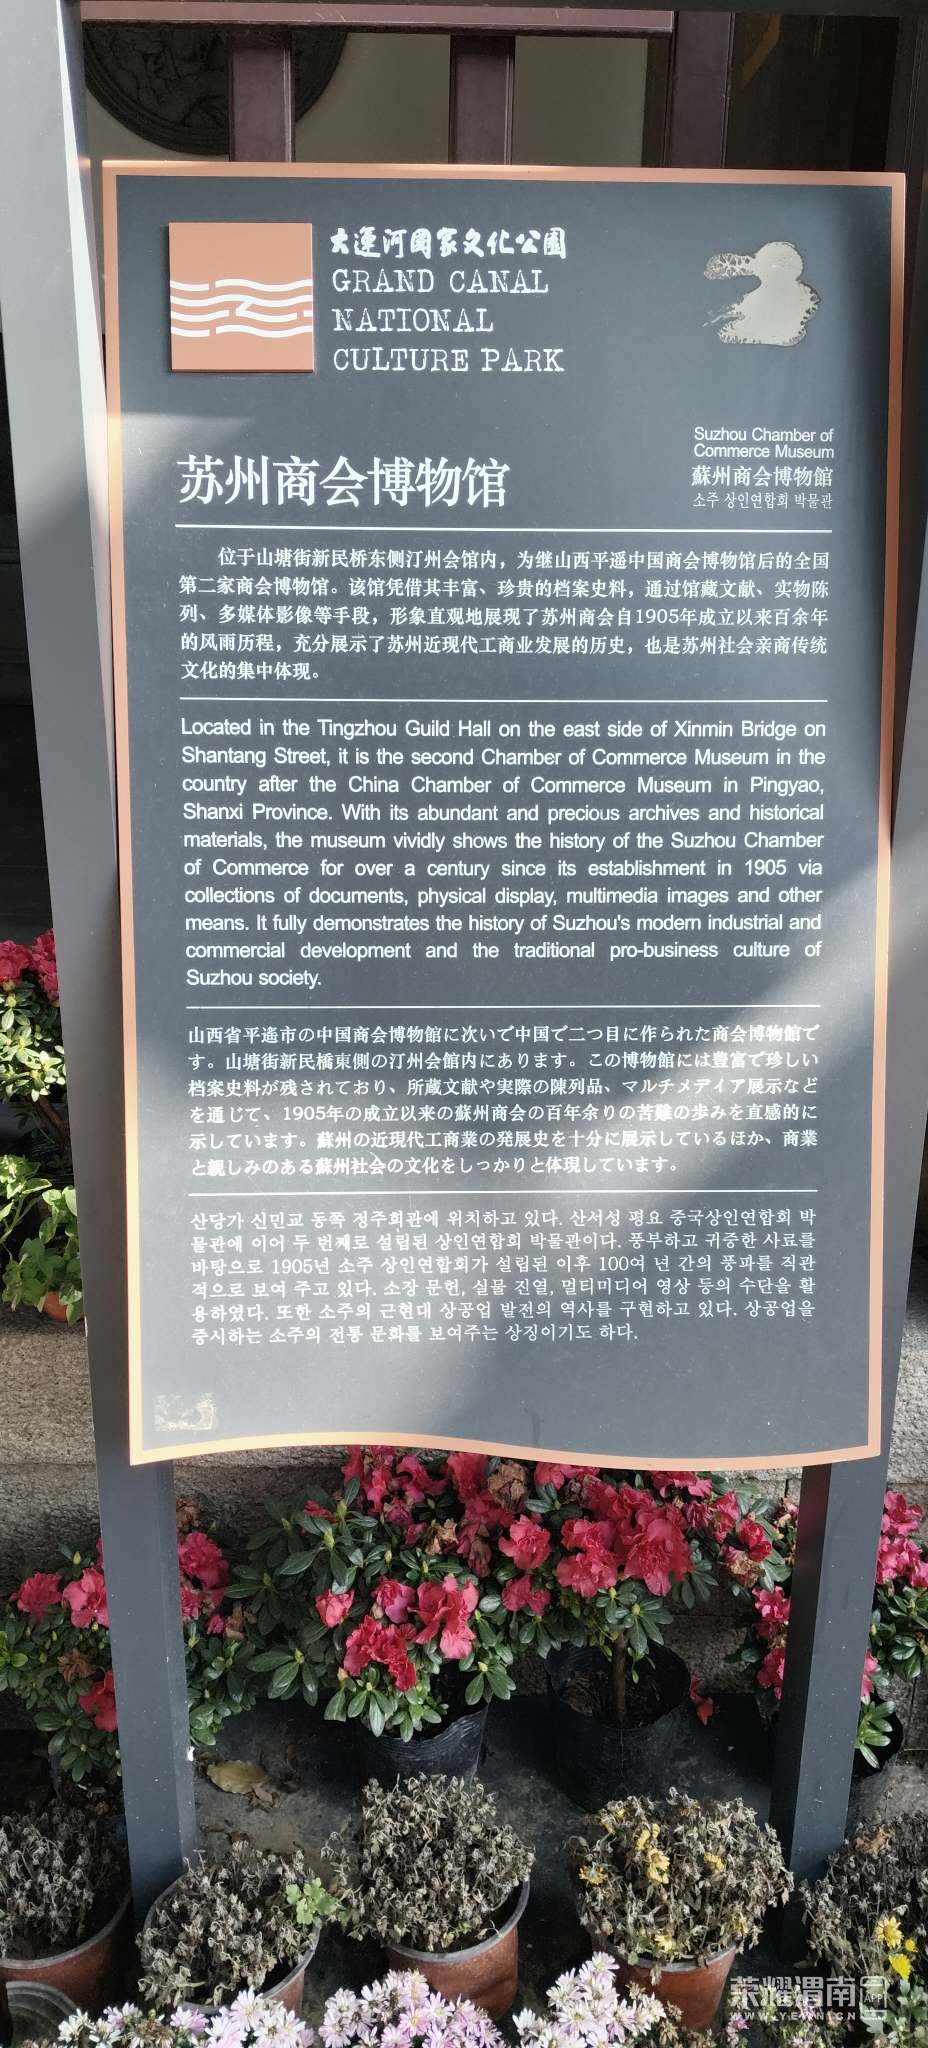 大運河国家文化公園
GRAND CANAL
NATIONAL
CULTURE PARK
苏州商会博物馆
Suzhou Chamber of
Commerce Museum
蘇州商会博物館
소주 상인연합회 박물관
位于山塘街新民桥东侧汀州会馆内，为继山西平遥中国商会博物馆后的全国
第二家商会博物馆。该馆凭借其丰富、珍贵的档案史料，通过馆藏文献、实物陈
列、多媒体影像等手段，形象直观地展现了苏州商会自1905年成立以来百余年
的风雨历程，充分展示了苏州近现代工商业发展的历史，也是苏州社会亲商传统
文化的集中体现。
Located in the Tingzhou Guild Hall on the east side of Xinmin Bridge on
Shantang Street, it is the second Chamber of Commerce Museum in the
country after the China Chamber of Commerce Museum in Pingyao,
Shanxi Province. With its abundant and precious archives and historical
materials, the museum vividly shows the history of the Suzhou Chamber
of Commerce for over a century since its establishment in 1905 via
collections of documents, physical display, multimedia images and other
means. It fully demonstrates the history of Suzhou's modern industrial and
commercial development and the traditional pro-business culture of
Suzhou society.
山西省平遙市の中国商会博物館に次いで中国で二つ目に作られた商会博物館で
す。山塘街新民橋東側の汀州会館内にあります。この博物館には豊富で珍しい
档案史料が残されており、所蔵文献や実際の陳列品、マルチメデイア展示など
を通じて、1905年の成立以来の蘇州商会の百年余りの苦難の歩みを直感的に
示しています。蘇州の近現代工商業の発展史を十分に展示しているほか、商業
と親しみのある蘇州社会の文化をしっかりと体現しています。
산당가 신민교 동쪽 정주회관에 위치하고 있다. 산서성 평요 중국상인연합회 박
물관에 이어 두 번째로 설립된 상인연합회 박물관이다. 풍부하고 귀중한 사료를
바탕으로 1905년 소주 상인연합회가 설립된 이후 100여 년 간의 풍파를 직관
적으로 보여 주고 있다. 소장 문헌, 실물 진열, 멀티미디어 영상 등의 수단을 활
용하였다. 또한 소주의 근현대 상공업 발전의 역사를 구현하고 있다. 상공업을
중시하는 소주의 전통 문화를 보여주는 상징이기도 하다.
荣耀渭南 APP
WWW.YEWNI.CN